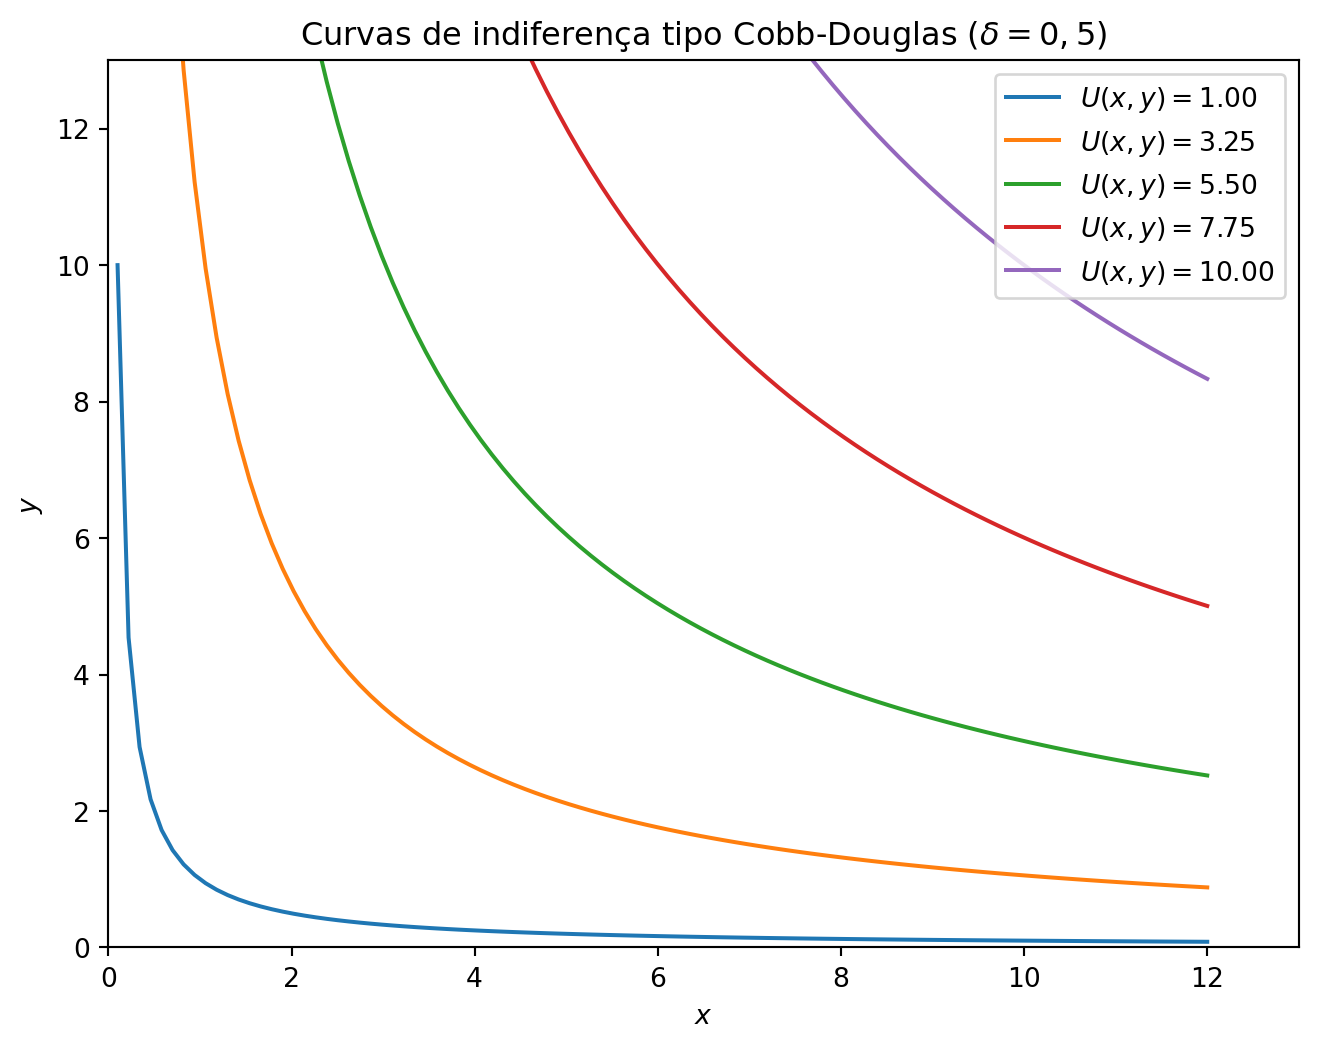 Curvas de indiferença tipo Cobb-Douglas (δ = 0, 5)
U(x, y) = 1.00
U(x, y) = 3.25
U(x, y) = 5.50
U(x, y) = 7.75
U(x, y) = 10.00
12
10
8
6
4
2
0
y
0 2 4 6 8 10 12
x